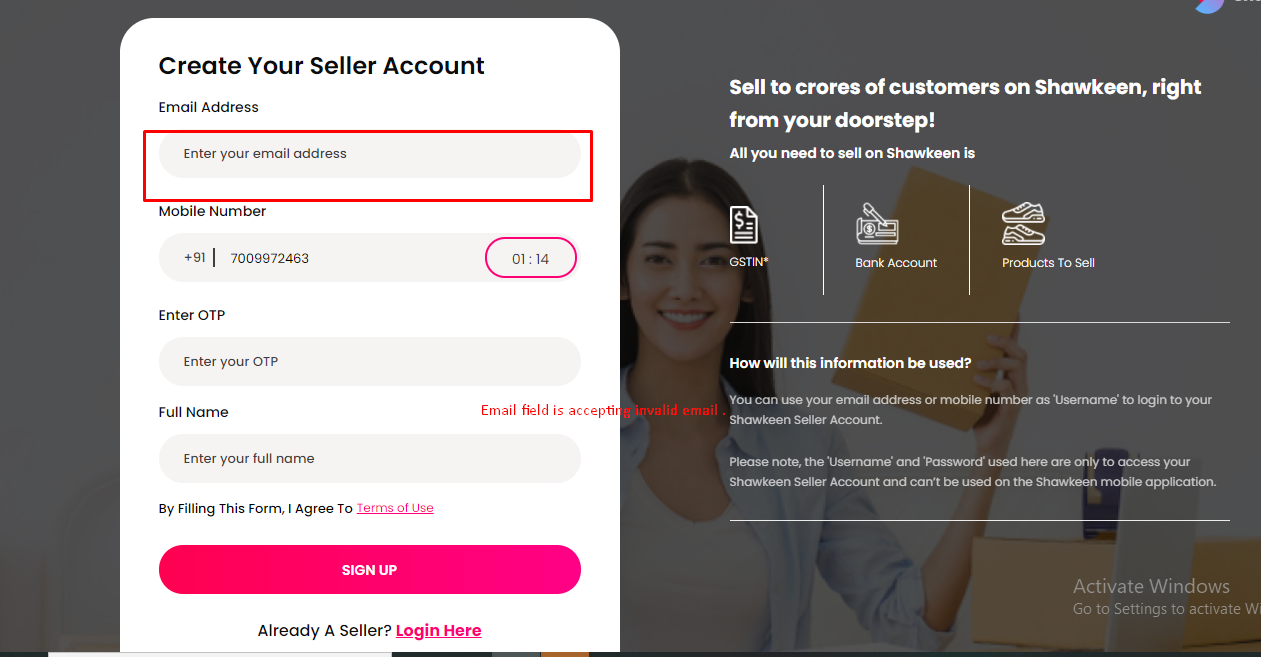 Create Your Seller Account
Email Address
Enter your email address
Mobile Number
+91 7009972463 01 : 14
Enter OTP
Enter your OTP
Full Name
Email field is accepting invalid email .
Enter your full name
By Filling This Form, I Agree To Terms of Use
SIGN UP
Already A Seller? Login Here
Sell to crores of customers on Shawkeen, right
from your doorstep!
All you need to sell on Shawkeen is
GSTIN*
Bank Account
Products To Sell
How will this information be used?
You can use your email address or mobile number as 'Username' to login to your
Shawkeen Seller Account.
Please note, the 'Username' and 'Password' used here are only to access your
Shawkeen Seller Account and can't be used on the Shawkeen mobile application.
Activate Windows
Go to Settings to activate